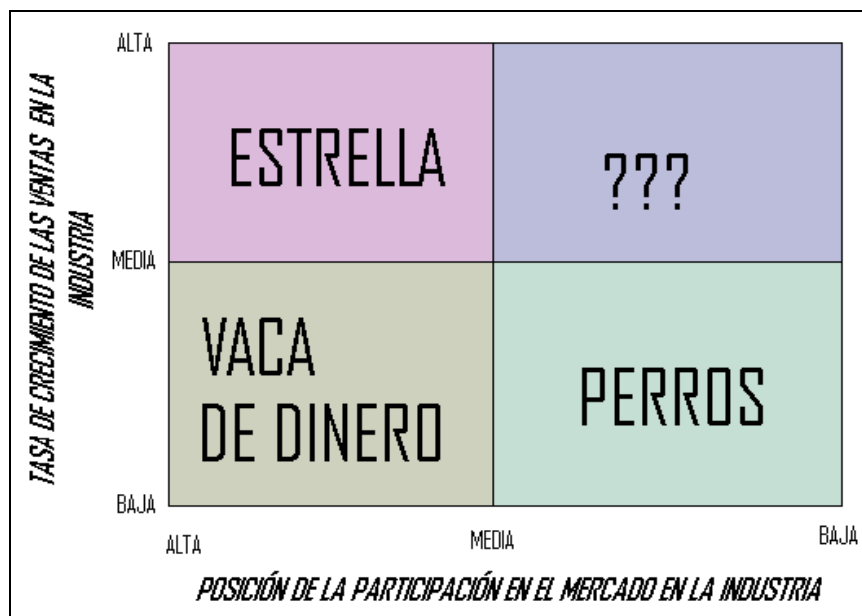 TASA DE CRECIMIENTO DE LAS VENTAS EN LA
INDUSTRIA
ALTA
MEDIA
BAJA
ESTRELLA
???
VACA
DE DINERO
PERROS
ALTA
MEDIA
BAJA
POSICIÓN DE LA PARTICIPACIÓN EN EL MERCADO EN LA INDUSTRIA